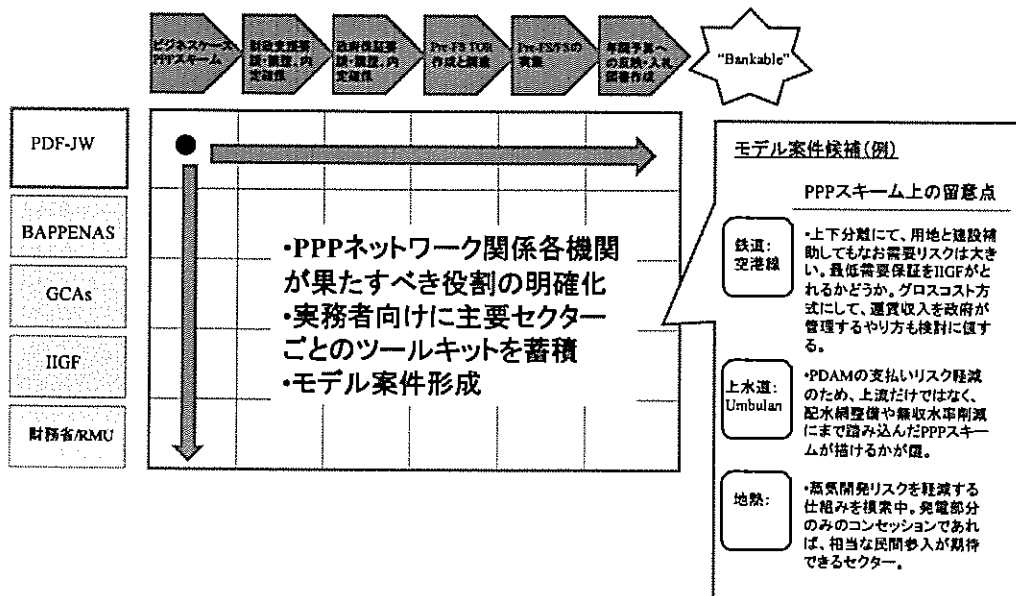 ビジネスケース・
PPPスキーム
財政支援要
請・調整、内
定確保
政府保証要
請・調整、内
定確保
Pre-FS TOR
作成と調達
Pre-FS/FSの
実施
年間予算へ
の反映・入札
図書作成
“Bankable”
PDF-JW
BAPPENAS
GCAs
IIGF
財務省/RMU
・PPPネットワーク関係各機関
が果たすべき役割の明確化
・実務者向けに主要セクター
ごとのツールキットを蓄積
・モデル案件形成
モデル案件候補(例)
PPPスキーム上の留意点
鉄道:
空港線
・上下分離にて、用地と建設補
助してもなお需要リスクは大き
い。最低需要保証をIIGFがと
れるかどうか。グロスコスト方
式にして、運賃収入を政府が
管理するやり方も検討に値す
る。
上水道:
Umbulan
・PDAMの支払いリスク軽減
のため、上流だけではなく、
配水網整備や無収水率削減
にまで踏み込んだPPPスキー
ムが描けるかが鍵。
地熱:
・蒸気開発リスクを軽減する
仕組みを模索中。発電部分
のみのコンセッションであれ
ば、相当な民間参入が期待
できるセクター。